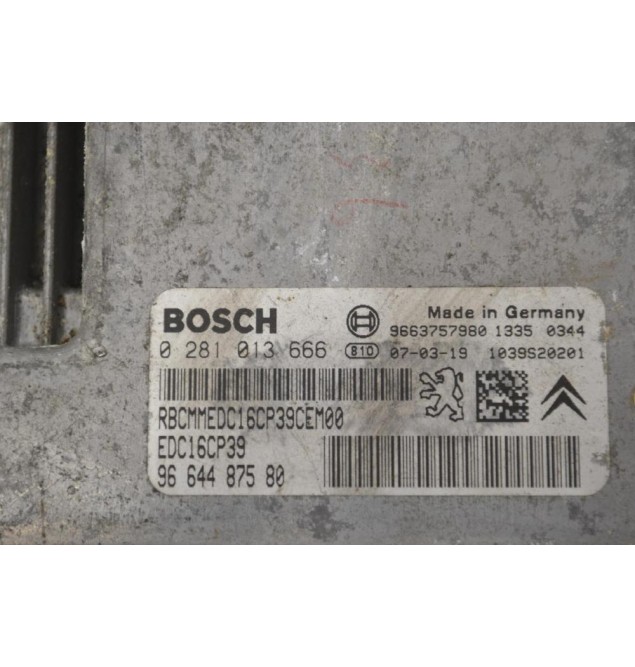 BOSCH
Made in Germany
9663757980 1335 0344
0 281 013 666 810 07-03-19 1039S20201
RBCMMEDC16CP39CEM00
EDC16CP39
96 644 875 80